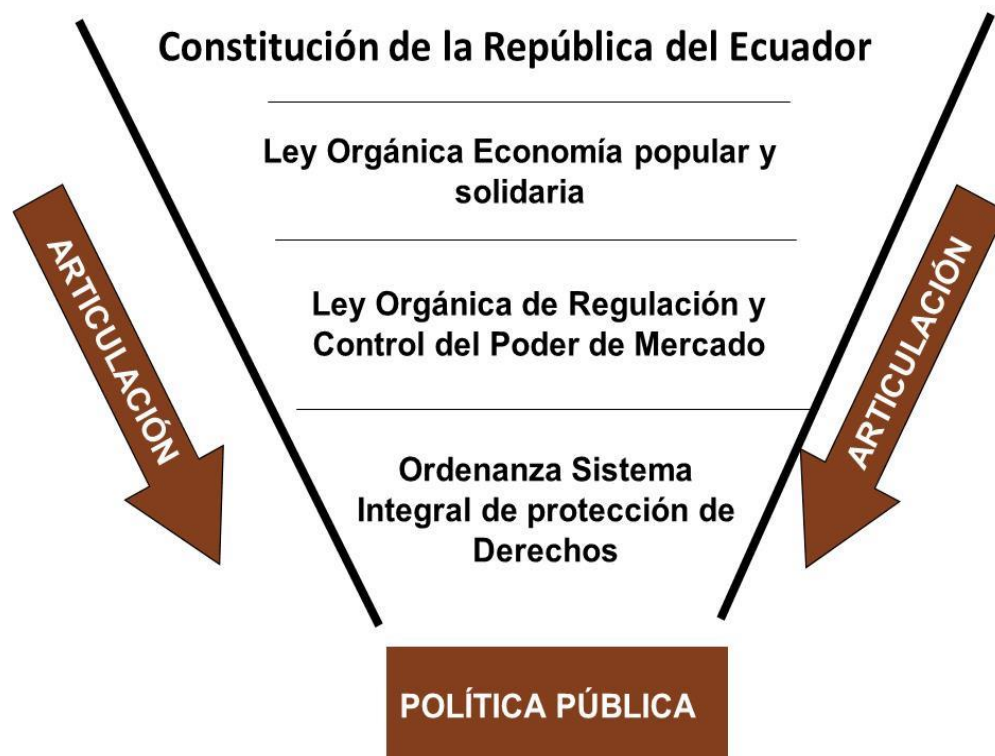 Constitución de la República del Ecuador
Ley Orgánica Economía popular y
solidaria
ARTICULACIÓN
ARTICULACIÓN
Ley Orgánica de Regulación y
Control del Poder de Mercado
Ordenanza Sistema
Integral de protección de
Derechos
POLÍTICA PÚBLICA